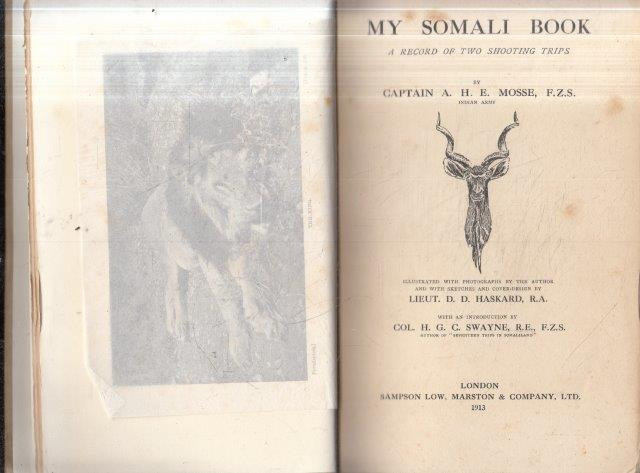 MY SOMALI BOOK
A RECORD OF TWO SHOOTING TRIPS
BY
CAPTAIN A. H. E. MOSSE, F.Z.S.
INDIAN ARMY
ILLUSTRATED WITH PHOTOGRAPHS BY THE AUTHOR
AND WITH SKETCHES AND COVER-DESIGN BY
LIEUT. D. D. HASKARD, R.A.
WITH AN INTRODUCTION BY
COL. H. G. C. SWAYNE, R.E., F.Z.S.
AUTHOR OF "SEVENTEEN TRIPS IN SOMALILAND"
LONDON
SAMPSON LOW, MARSTON & COMPANY, LTD.
1913